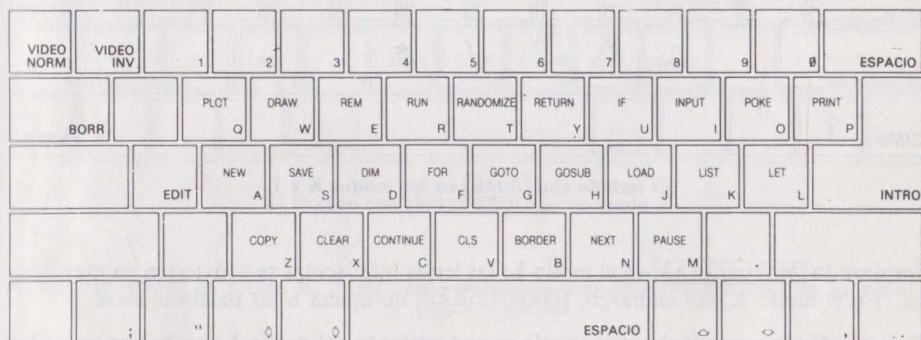 VIDEO NORM VIDEO INV 1 2 3 4 5 6 7 8 9 0 ESPACIO
PLOT DRAW REM RUN RANDOMIZE RETURN IF INPUT POKE PRINT
BORR Q W E R T Y U I O P
NEW SAVE DIM FOR GOTO GOSUB LOAD LIST LET
EDIT A S D F G H J K L INTRO
COPY CLEAR CONTINUE CLS BORDER NEXT PAUSE
Z X C V B N M
; " ⇩ ⇧ ESPACIO ⇦ ⇨ ,